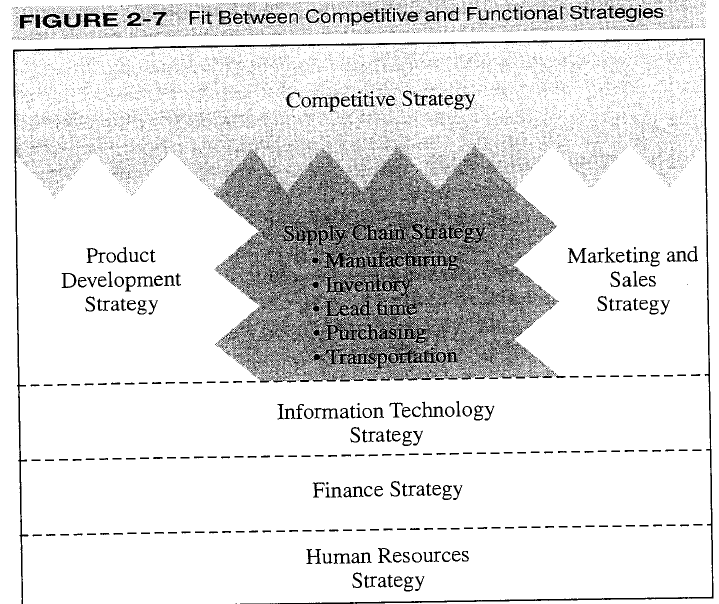 FIGURE 2-7 Fit Between Competitive and Functional Strategies
Competitive Strategy
Product
Development
Strategy
Supply Chain Strategy
• Manufacturing
• Inventory
• Lead time
• Purchasing
• Transportation
Marketing and
Sales
Strategy
Information Technology
Strategy
Finance Strategy
Human Resources
Strategy